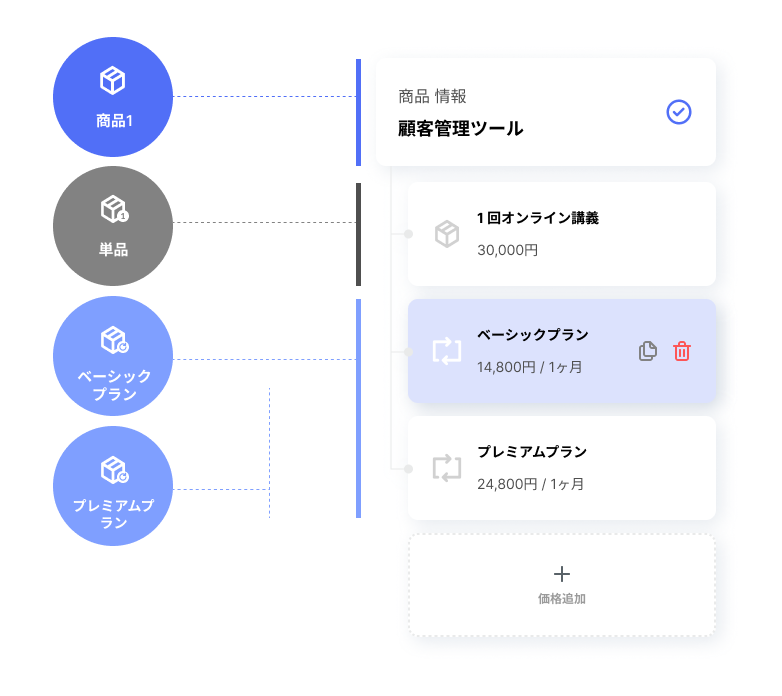 商品1
単品
ベーシック
プラン
プレミアムプ
ラン
商品 情報
顧客管理ツール
1回オンライン講義
30,000円
ベーシックプラン
14,800円 / 1ヶ月
プレミアムプラン
24,800円 / 1ヶ月
価格追加